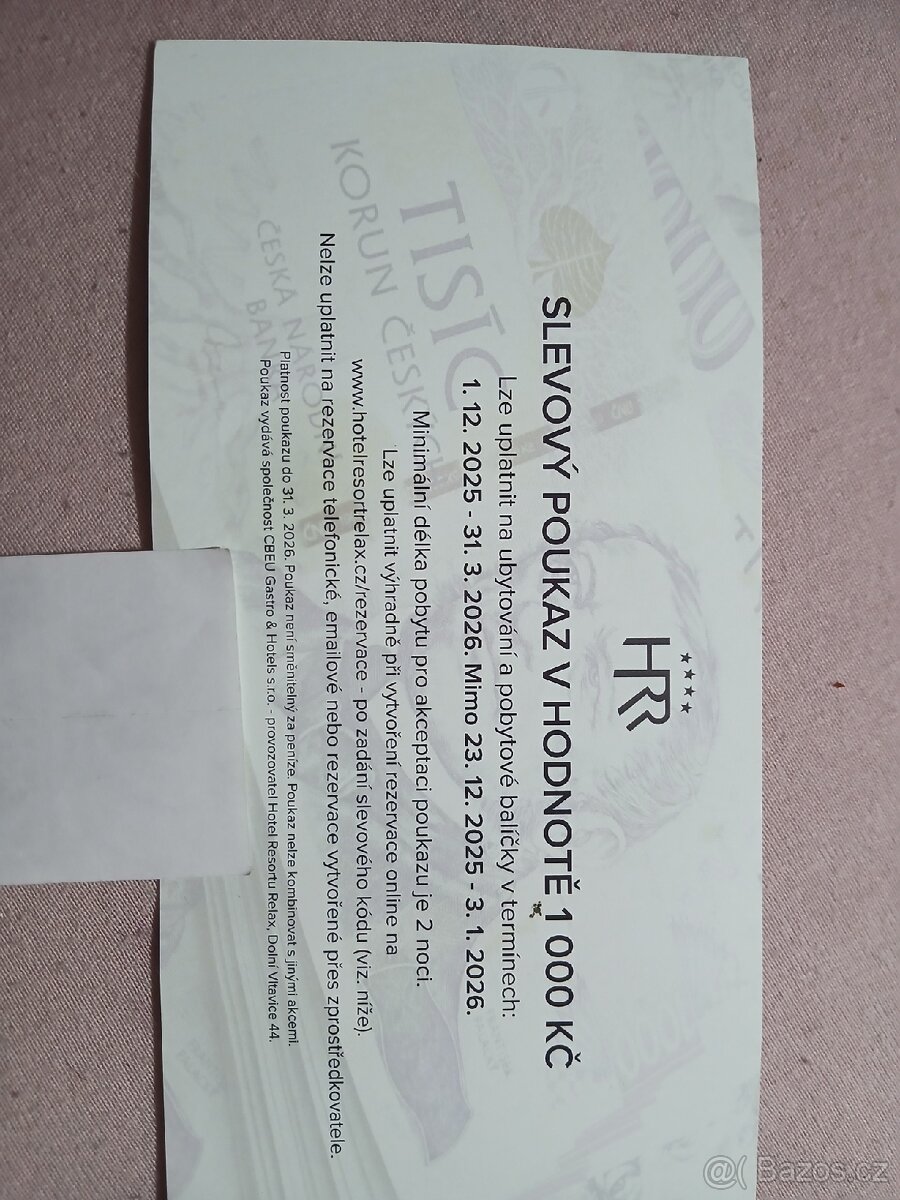 ★★★★
HRR
SLEVOVÝ POUKAZ V HODNOTĚ 1 000 KČ
Lze uplatnit na ubytování a pobytové balíčky v termínech:
1. 12. 2025 - 31. 3. 2026. Mimo 23. 12. 2025 - 3. 1. 2026.
Minimální délka pobytu pro akceptaci poukazu je 2 noci.
Lze uplatnit výhradně při vytvoření rezervace online na
www.hotelresortrelax.cz/rezervace - po zadání slevového kódu (viz. níže).
Nelze uplatnit na rezervace telefonické, emailové nebo rezervace vytvořené přes zprostředkovatele.
Platnost poukazu do 31. 3. 2026. Poukaz není směnitelný za peníze. Poukaz nelze kombinovat s jinými akcemi.
Poukaz vydává společnost CBEU Gastro & Hotels s.r.o. - provozovatel Hotel Resortu Relax, Dolní Vltavice 44.
TISÍC
KORUN ČESKÝCH
ČESKÁ NÁRODNÍ
@( Bazos.cz